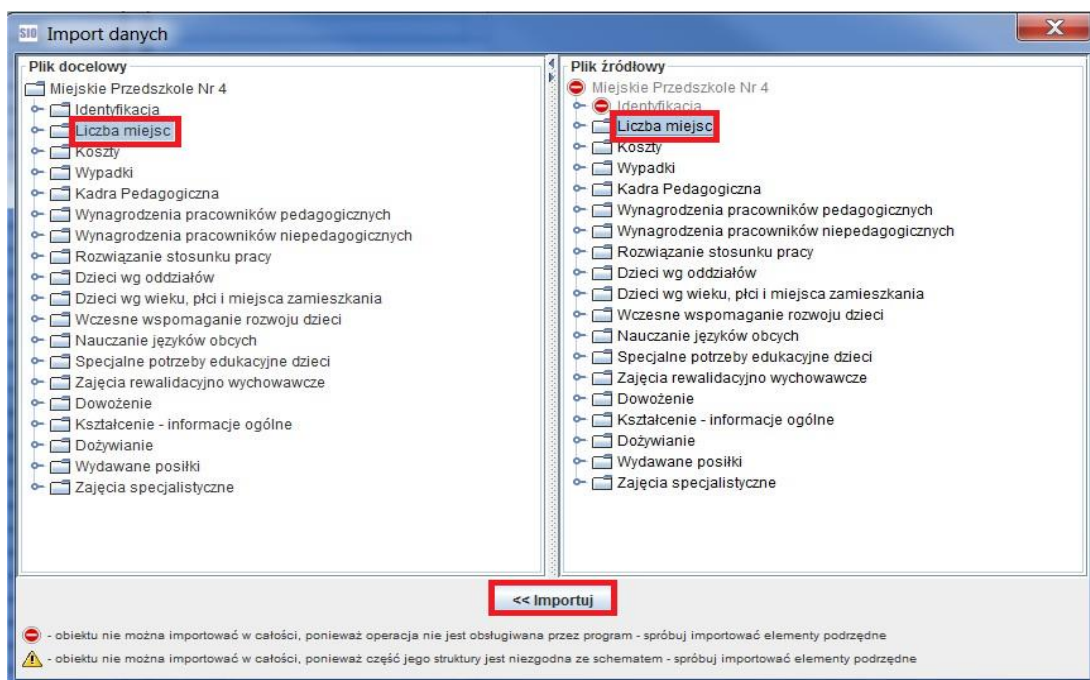 SIO Import danych
Plik docelowy
Miejskie Przedszkole Nr 4
Identyfikacja
Liczba miejsc
Koszty
Wypadki
Kadra Pedagogiczna
Wynagrodzenia pracowników pedagogicznych
Wynagrodzenia pracowników niepedagogicznych
Rozwiązanie stosunku pracy
Dzieci wg oddziałów
Dzieci wg wieku, płci i miejsca zamieszkania
Wczesne wspomaganie rozwoju dzieci
Nauczanie języków obcych
Specjalne potrzeby edukacyjne dzieci
Zajęcia rewalidacyjno wychowawcze
Dowożenie
Kształcenie - informacje ogólne
Dożywianie
Wydawane posiłki
Zajęcia specjalistyczne
Plik źródłowy
Miejskie Przedszkole Nr 4
Identyfikacja
Liczba miejsc
Koszty
Wypadki
Kadra Pedagogiczna
Wynagrodzenia pracowników pedagogicznych
Wynagrodzenia pracowników niepedagogicznych
Rozwiązanie stosunku pracy
Dzieci wg oddziałów
Dzieci wg wieku, płci i miejsca zamieszkania
Wczesne wspomaganie rozwoju dzieci
Nauczanie języków obcych
Specjalne potrzeby edukacyjne dzieci
Zajęcia rewalidacyjno wychowawcze
Dowożenie
Kształcenie - informacje ogólne
Dożywianie
Wydawane posiłki
Zajęcia specjalistyczne
<< Importuj
- obiektu nie można importować w całości, ponieważ operacja nie jest obsługiwana przez program - spróbuj importować elementy podrzędne
- obiektu nie można importować w całości, ponieważ część jego struktury jest niezgodna ze schematem - spróbuj importować elementy podrzędne